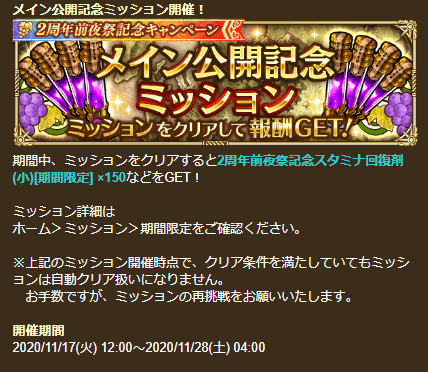 メイン公開記念ミッション開催！
2周年前夜祭記念キャンペーン
メイン公開記念
ミッション
ミッションをクリアして報酬GET!
期間中、ミッションをクリアすると2周年前夜祭記念スタミナ回復剤
(小)[期間限定] ×150などをGET！
ミッション詳細は
ホーム＞ミッション＞期間限定をご確認ください。
※上記のミッション開催時点で、クリア条件を満たしていてもミッシ
ョンは自動クリア扱いになりません。
　お手数ですが、ミッションの再挑戦をお願いいたします。
開催期間
2020/11/17(火) 12:00～2020/11/28(土) 04:00